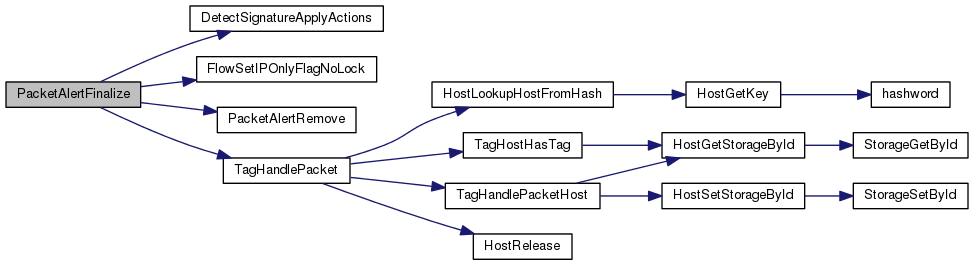 DetectSignatureApplyActions
FlowSetIPOnlyFlagNoLock
PacketAlertFinalize
PacketAlertRemove
TagHandlePacket
HostLookupHostFromHash
HostGetKey
hashword
TagHostHasTag
HostGetStorageById
StorageGetById
TagHandlePacketHost
HostSetStorageById
StorageSetById
HostRelease